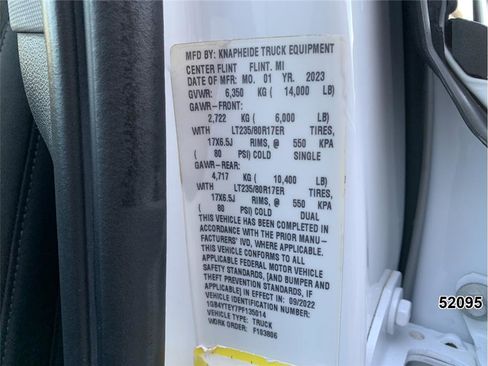 MFD BY: KNAPHEIDE TRUCK EQUIPMENT
CENTER FLINT FLINT, MI
DATE OF MFR: MO. 01 YR. 2023
GVWR: 6,350 KG ( 14,000 LB)
GAWR-FRONT:
2,722 KG ( 6,000 LB)
WITH LT235/80R17ER TIRES,
17X6.5J RIMS, @ 550 KPA
( 80 PSI) COLD SINGLE
GAWR-REAR:
4,717 KG ( 10,400 LB)
WITH LT235/80R17ER TIRES,
17X6.5J RIMS, @ 550 KPA
( 80 PSI) COLD DUAL
THIS VEHICLE HAS BEEN COMPLETED IN
ACCORDANCE WITH THE PRIOR MANU-
FACTURERS' IVD, WHERE APPLICABLE.
THIS VEHICLE CONFORMS TO ALL
APPLICABLE FEDERAL MOTOR VEHICLE
SAFETY STANDARDS, [AND BUMPER AND
THEFT PREVENTION STANDARDS, IF
APPLICABLE] IN EFFECT IN: 09/2022
VEHICLE IDENTIFICATION NUMBER:
1GB4YTEY7PF135014
VEHICLE TYPE: TRUCK
WORK ORDER: F103806
52095